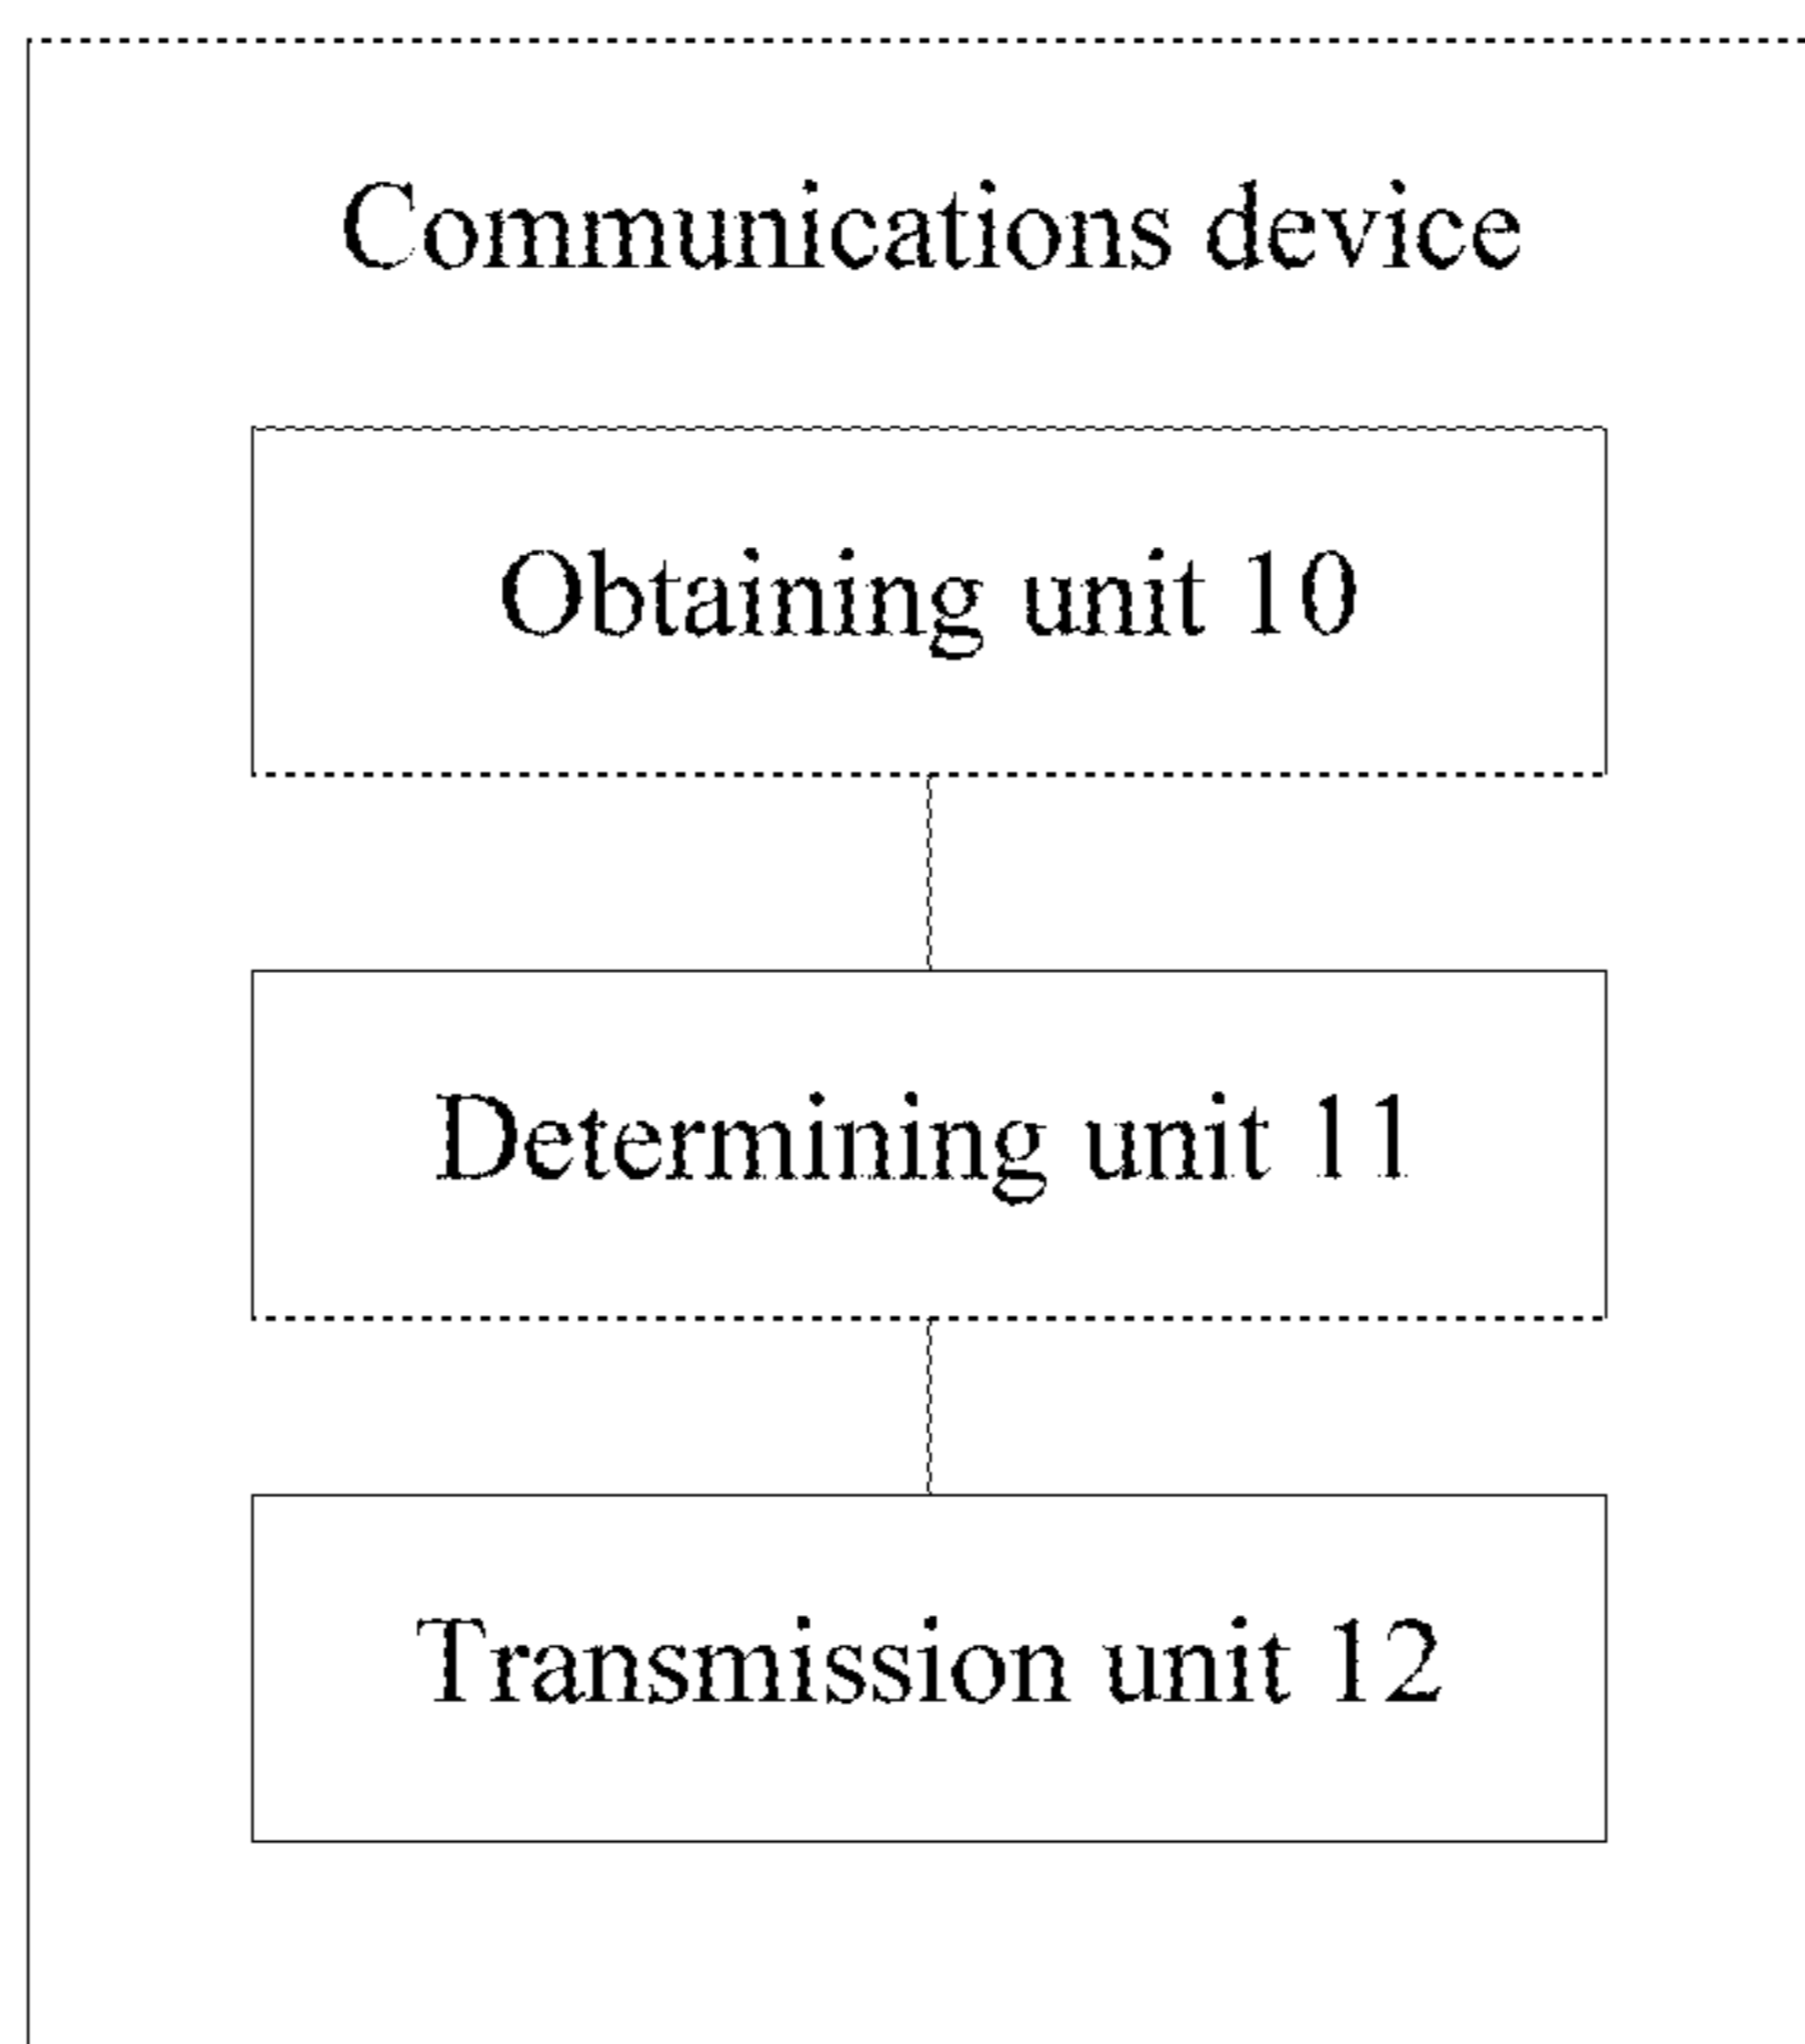 Communications device
Obtaining unit 10
Determining unit 11
Transmission unit 12